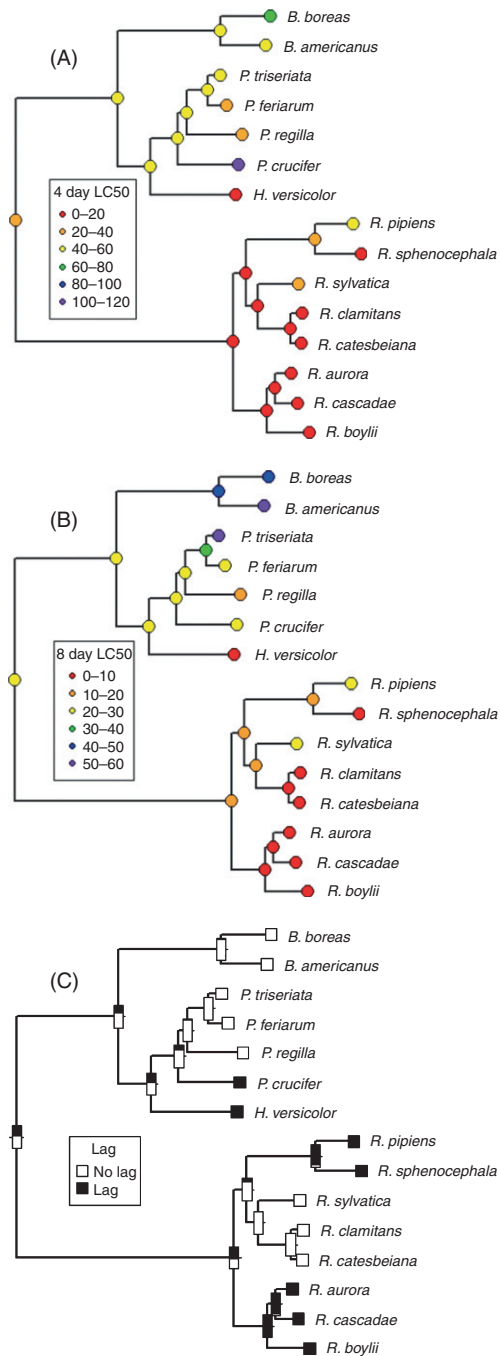 (A)
B. boreas
B. americanus
P. triseriata
P. feriarum
P. regilla
P. crucifer
H. versicolor
4 day LC50
0–20
20–40
40–60
60–80
80–100
100–120
R. pipiens
R. sphenocephala
R. sylvatica
R. clamitans
R. catesbeiana
R. aurora
R. cascadae
R. boylii
(B)
B. boreas
B. americanus
P. triseriata
P. feriarum
P. regilla
P. crucifer
H. versicolor
8 day LC50
0–10
10–20
20–30
30–40
40–50
50–60
R. pipiens
R. sphenocephala
R. sylvatica
R. clamitans
R. catesbeiana
R. aurora
R. cascadae
R. boylii
(C)
B. boreas
B. americanus
P. triseriata
P. feriarum
P. regilla
P. crucifer
H. versicolor
Lag
No lag
Lag
R. pipiens
R. sphenocephala
R. sylvatica
R. clamitans
R. catesbeiana
R. aurora
R. cascadae
R. boylii